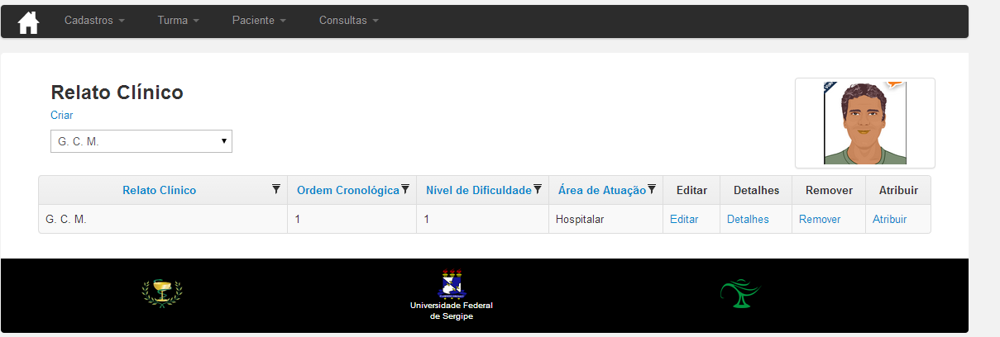 Cadastros Turma Paciente Consultas
Relato Clínico
Criar
G. C. M.
Relato Clínico Ordem Cronológica Nível de Dificuldade Área de Atuação Editar Detalhes Remover Atribuir
G. C. M. 1 1 Hospitalar Editar Detalhes Remover Atribuir
Universidade Federal
de Sergipe